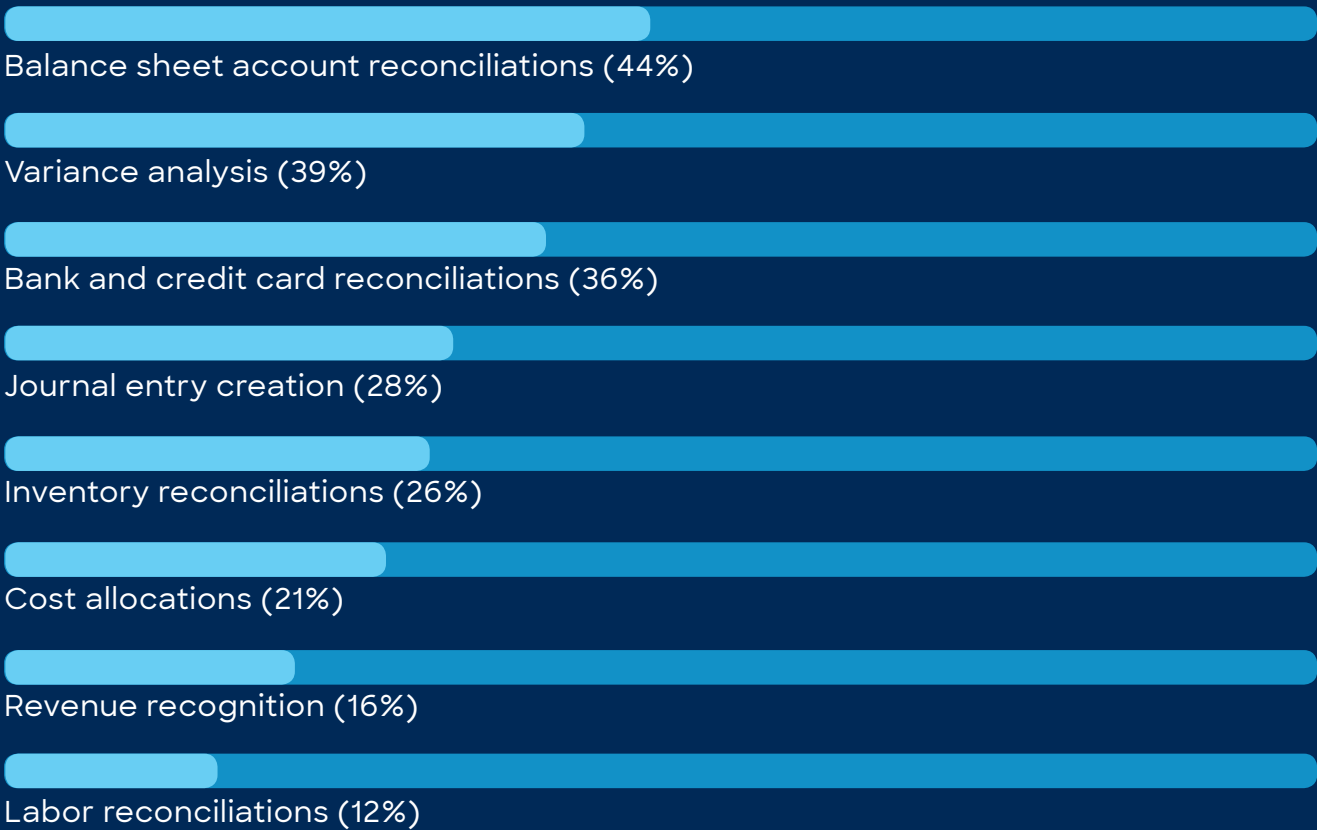 Balance sheet account reconciliations (44%)
Variance analysis (39%)
Bank and credit card reconciliations (36%)
Journal entry creation (28%)
Inventory reconciliations (26%)
Cost allocations (21%)
Revenue recognition (16%)
Labor reconciliations (12%)